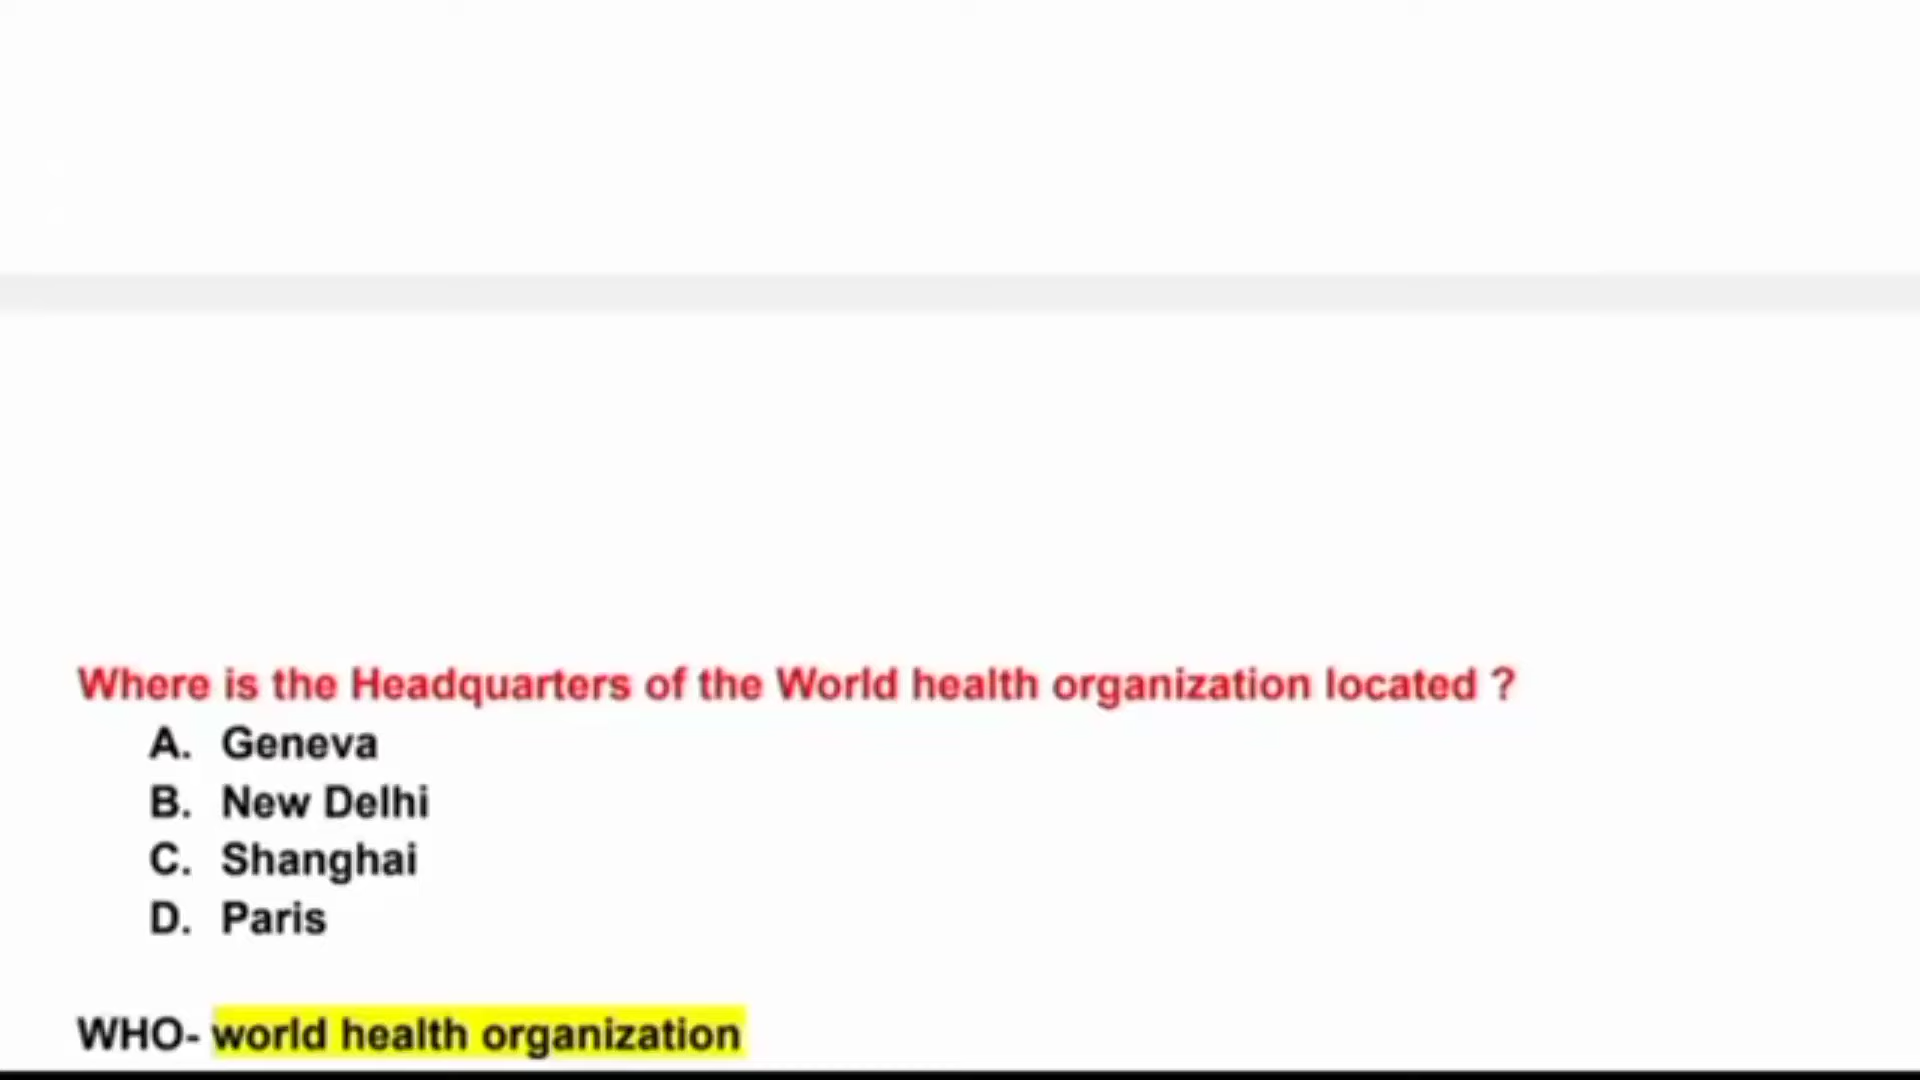 Where is the Headquarters of the World health organization located ?
A. Geneva
B. New Delhi
C. Shanghai
D. Paris
WHO- world health organization